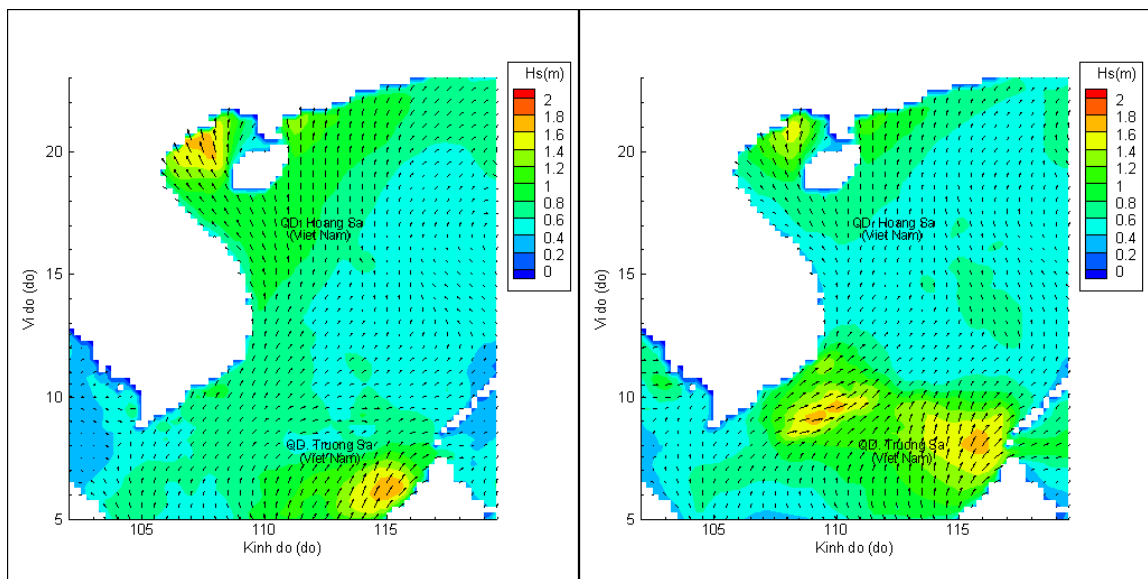 Hs(m)
2
1.8
1.6
1.4
1.2
1
0.8
0.6
0.4
0.2
0
20
15
10
5
Vi do (do)
QD. Hoang Sa
(Viet Nam)
QD. Truong Sa
(Viet Nam)
105
110
115
Kinh do (do)
Hs(m)
2
1.8
1.6
1.4
1.2
1
0.8
0.6
0.4
0.2
0
20
15
10
5
Vi do (do)
QD. Hoang Sa
(Viet Nam)
QD. Truong Sa
(Viet Nam)
105
110
115
Kinh do (do)